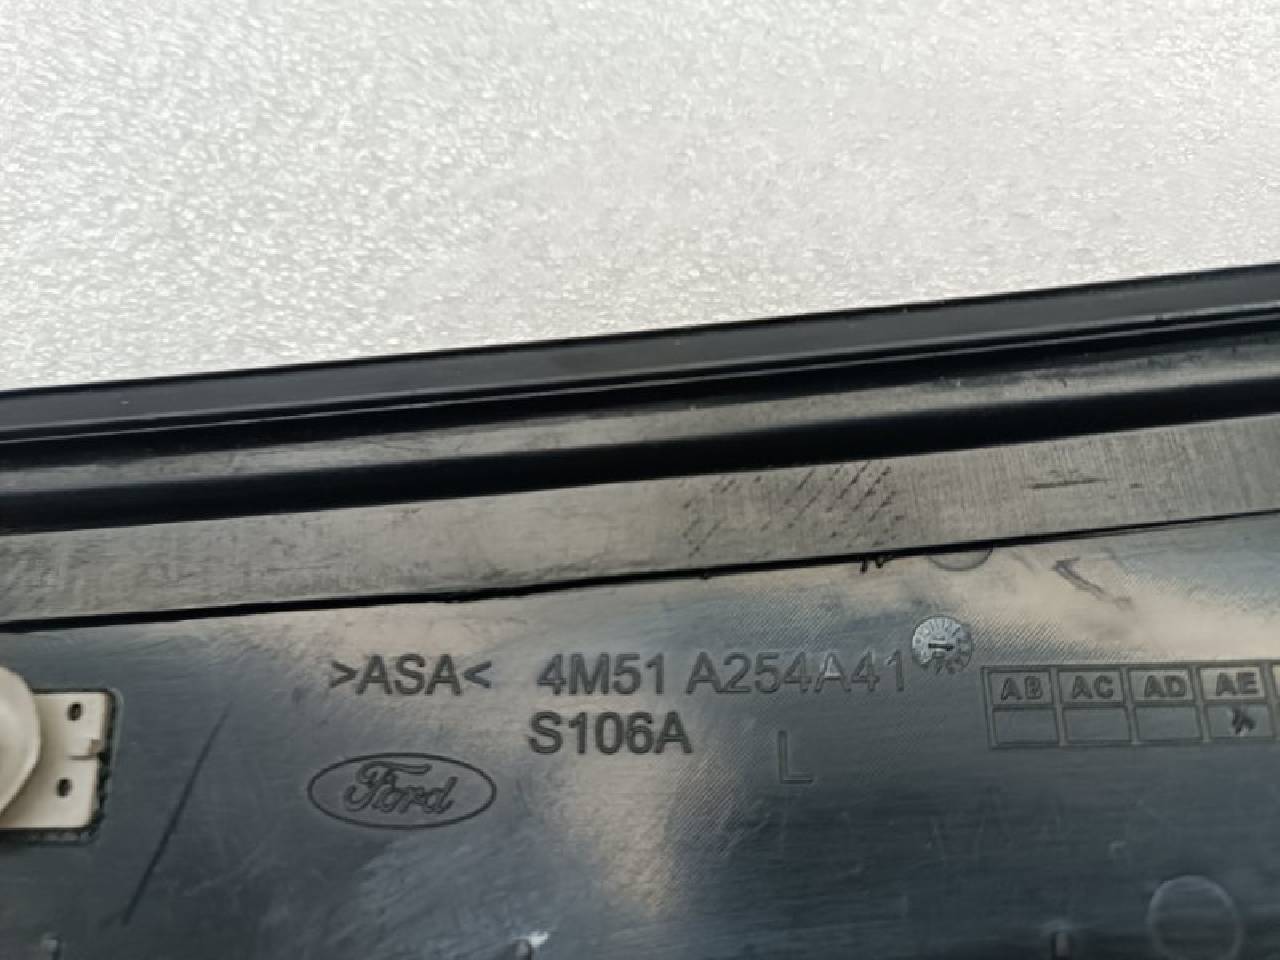 >ASA< 4M51 A254A41
S106A
L
Ford
AB AC AD AE